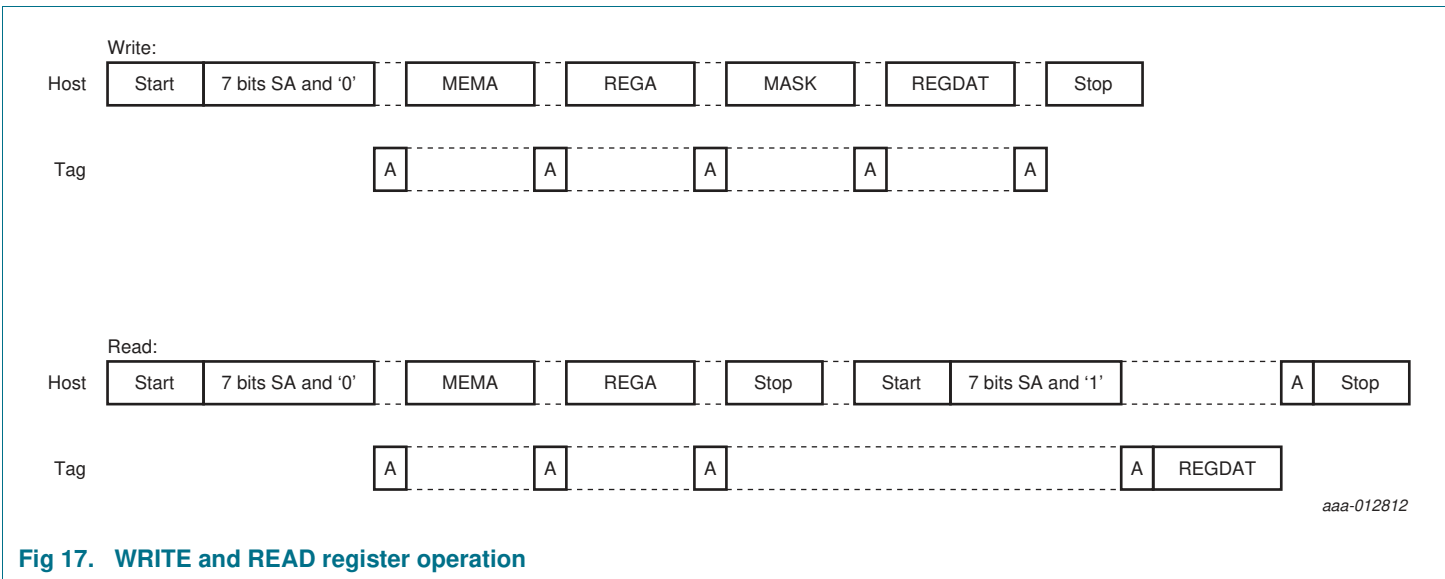 Write:
Host Start 7 bits SA and ‘0’ MEMA REGA MASK REGDAT Stop
Tag A A A A A
Read:
Host Start 7 bits SA and ‘0’ MEMA REGA Stop Start 7 bits SA and ‘1’ A Stop
Tag A A A A REGDAT
aaa-012812
Fig 17. WRITE and READ register operation